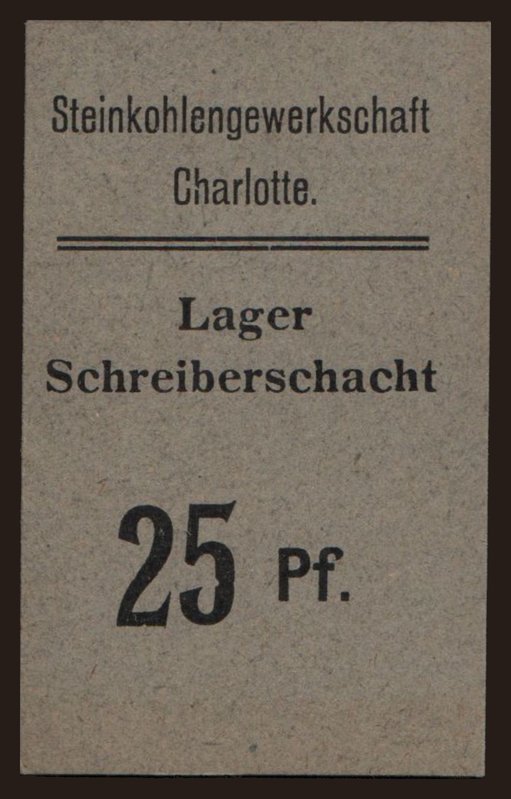 Steinkohlengewerkschaft
Charlotte.
Lager
Schreiberschacht
25 Pf.